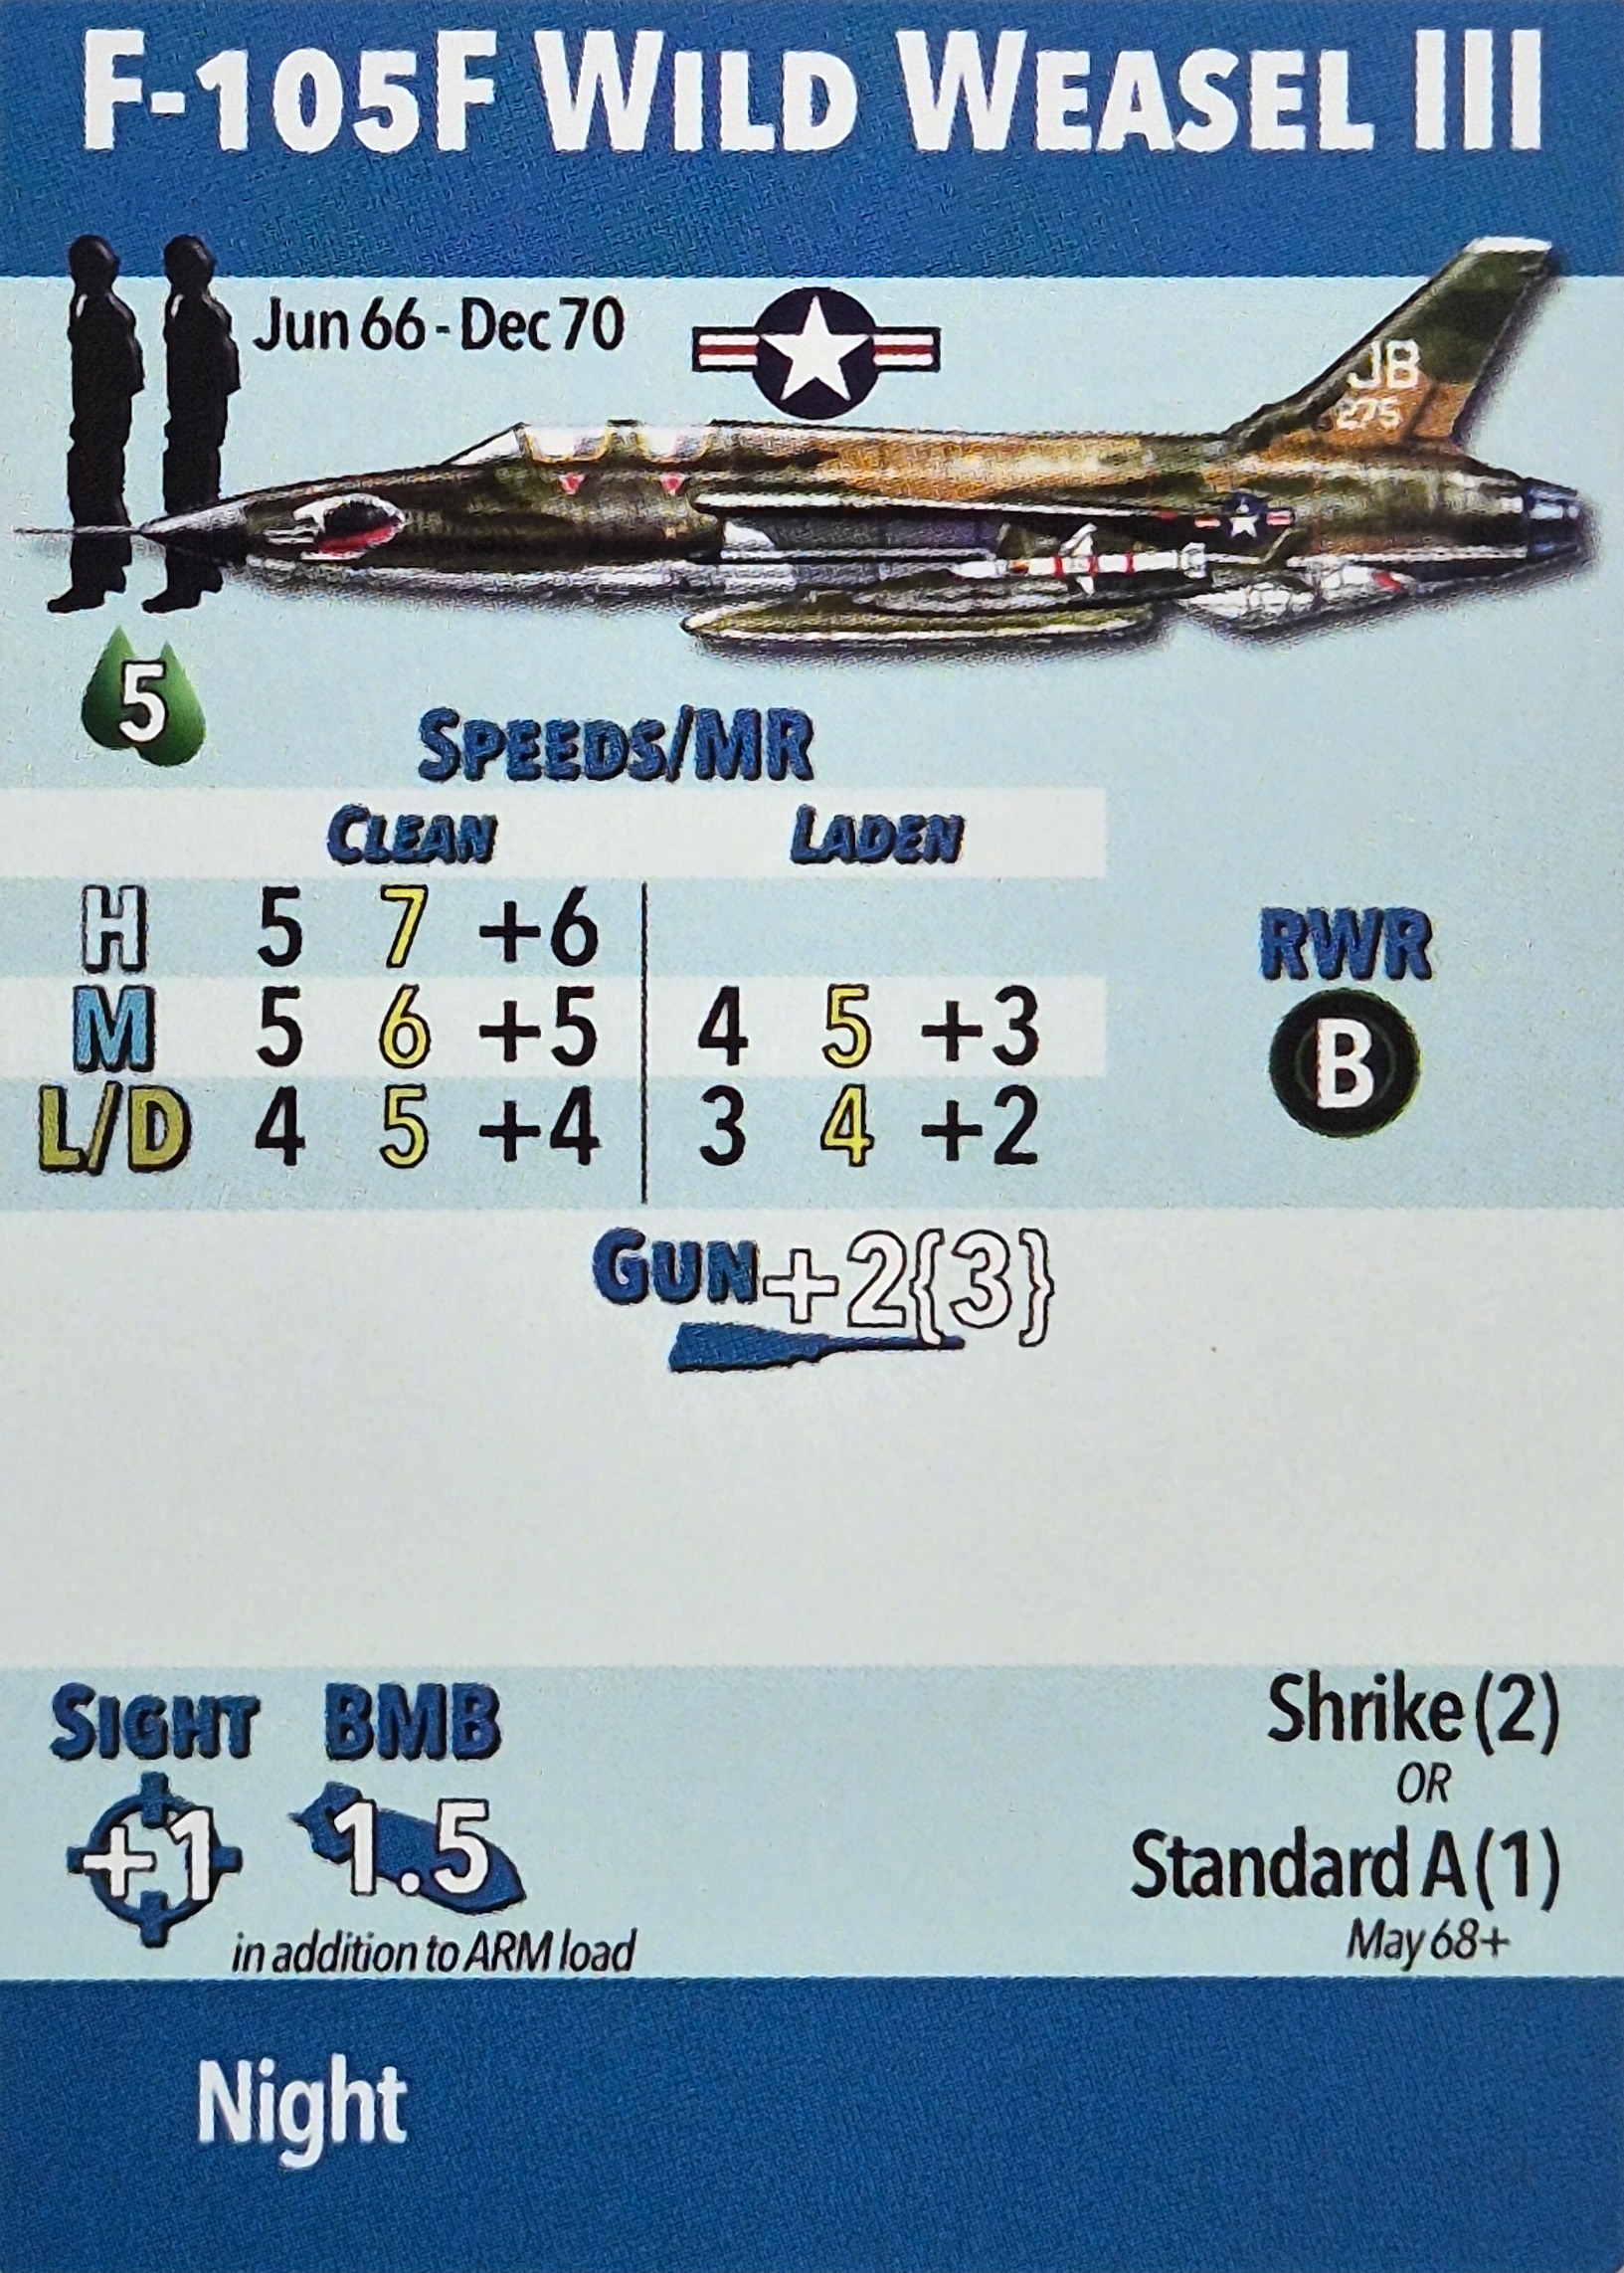 F-105F WILD WEASEL III
Jun 66 - Dec 70
JB
275
5
SPEEDS/MR
CLEAN LADEN
H 5 7 +6
M 5 6 +5 4 5 +3
L/D 4 5 +4 3 4 +2
RWR
B
GUN +2{3}
SIGHT BMB
+1 1.5
in addition to ARM load
Shrike (2)
OR
Standard A (1)
May 68+
Night